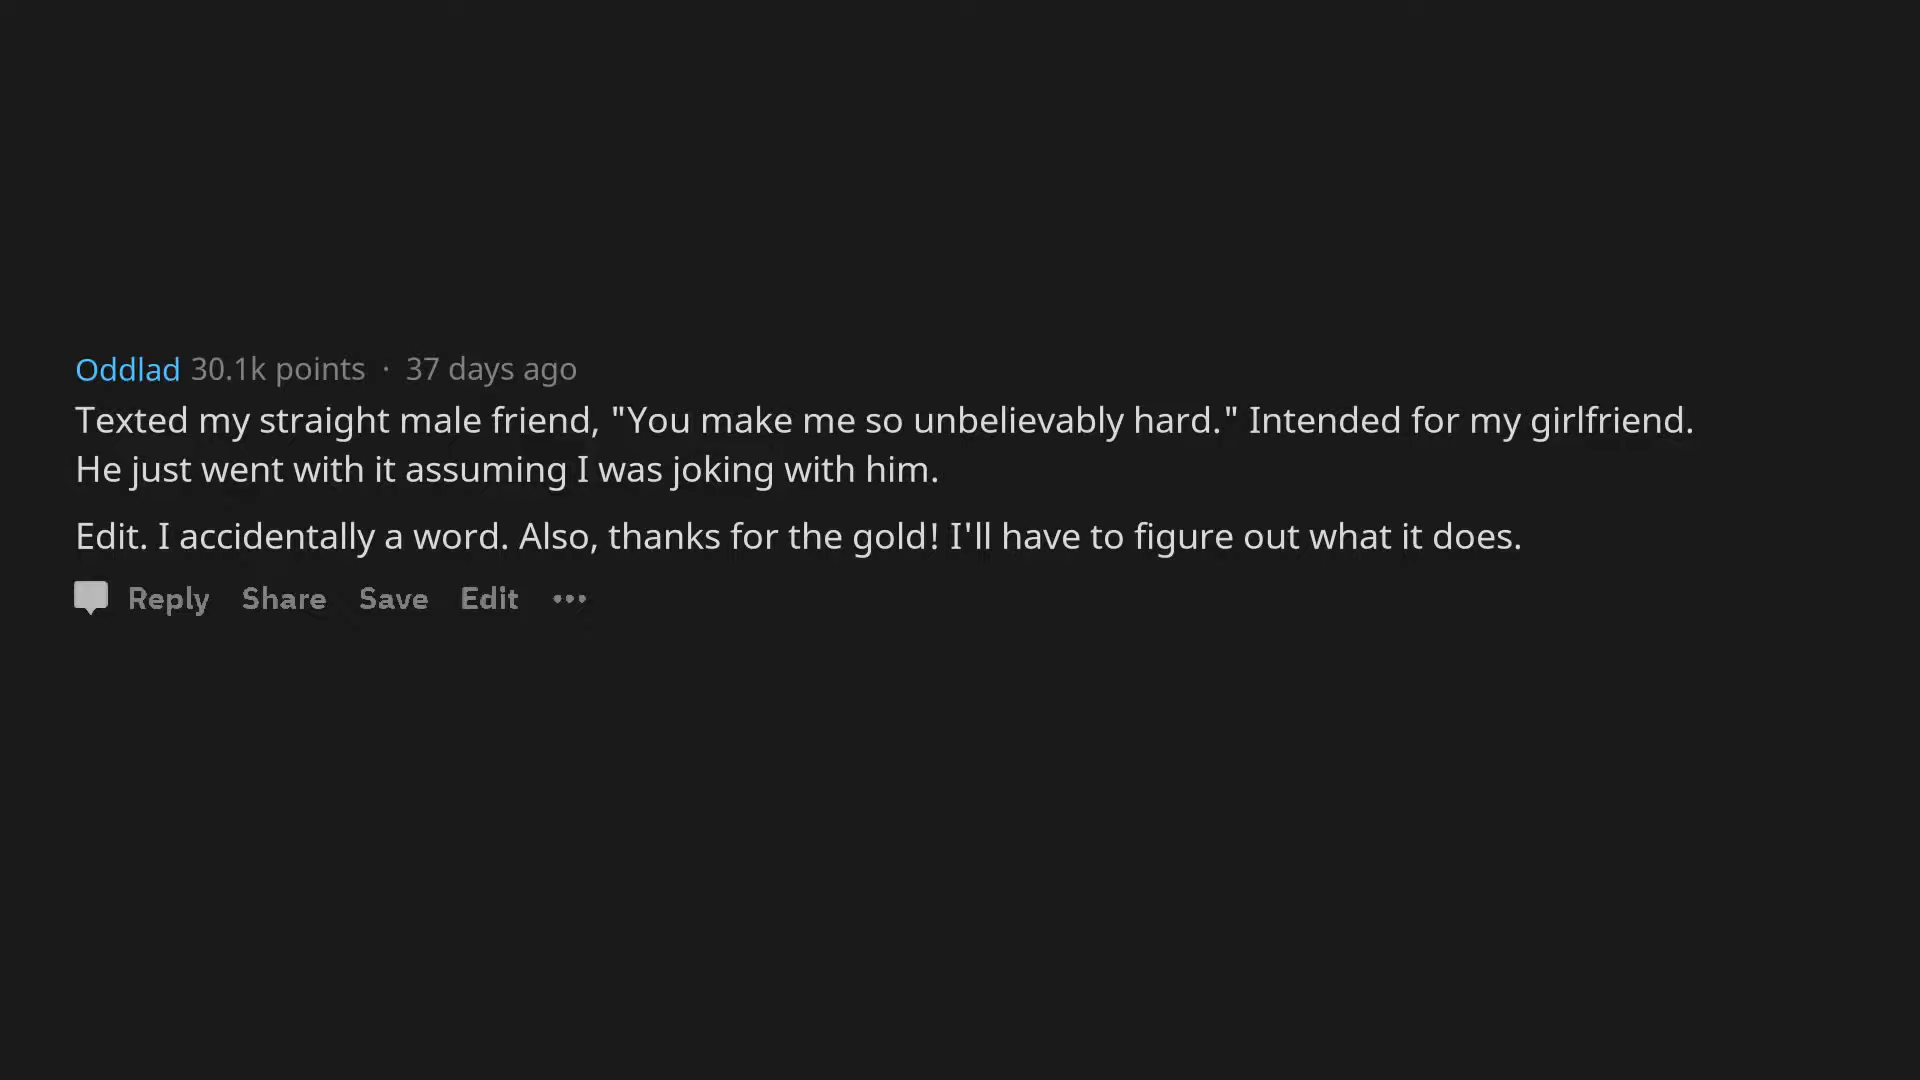 Oddlad 30.1k points · 37 days ago
Texted my straight male friend, "You make me so unbelievably hard." Intended for my girlfriend.
He just went with it assuming I was joking with him.
Edit. I accidentally a word. Also, thanks for the gold! I'll have to figure out what it does.
Reply Share Save Edit •••